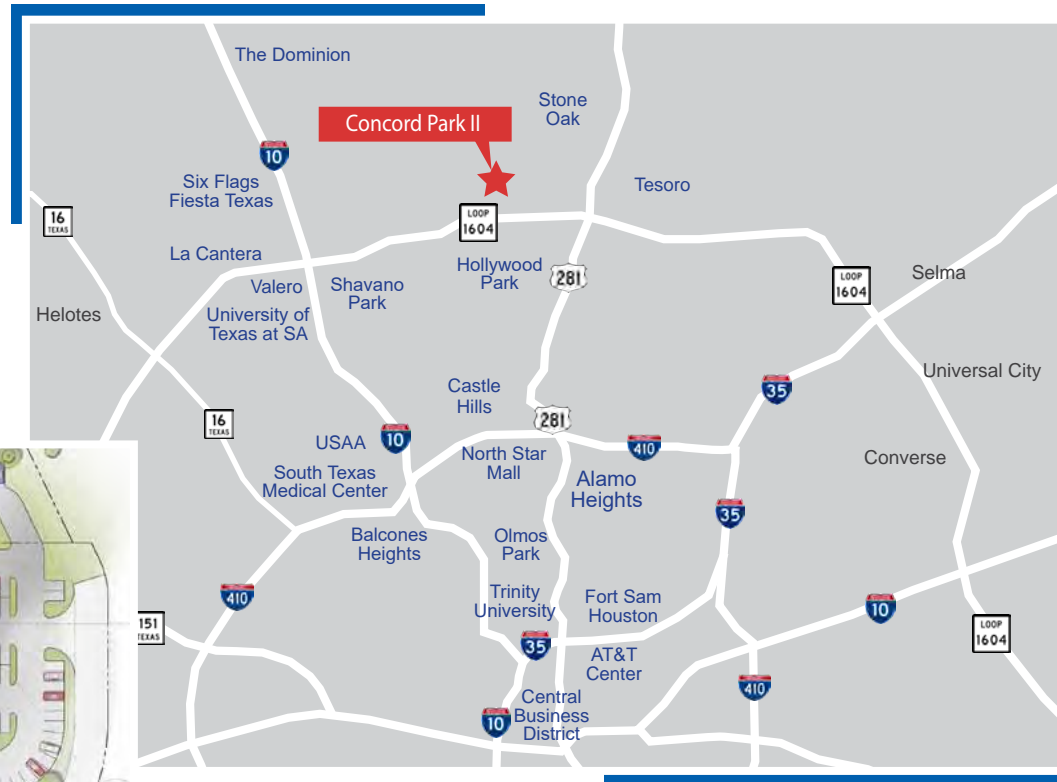 The Dominion
Stone
Oak
Concord Park II
10
Six Flags
Fiesta Texas
Tesoro
16
TEXAS
LOOP
1604
La Cantera
Hollywood
Park
281
Valero
Shavano
Park
LOOP
1604
Selma
Helotes
University of
Texas at SA
Universal City
Castle
Hills
35
16
TEXAS
281
USAA
10
North Star
Mall
410
Converse
South Texas
Medical Center
Alamo
Heights
35
Balcones
Heights
Olmos
Park
410
Trinity
University
Fort Sam
Houston
10
151
TEXAS
LOOP
1604
35
AT&T
Center
410
Central
Business
District
10